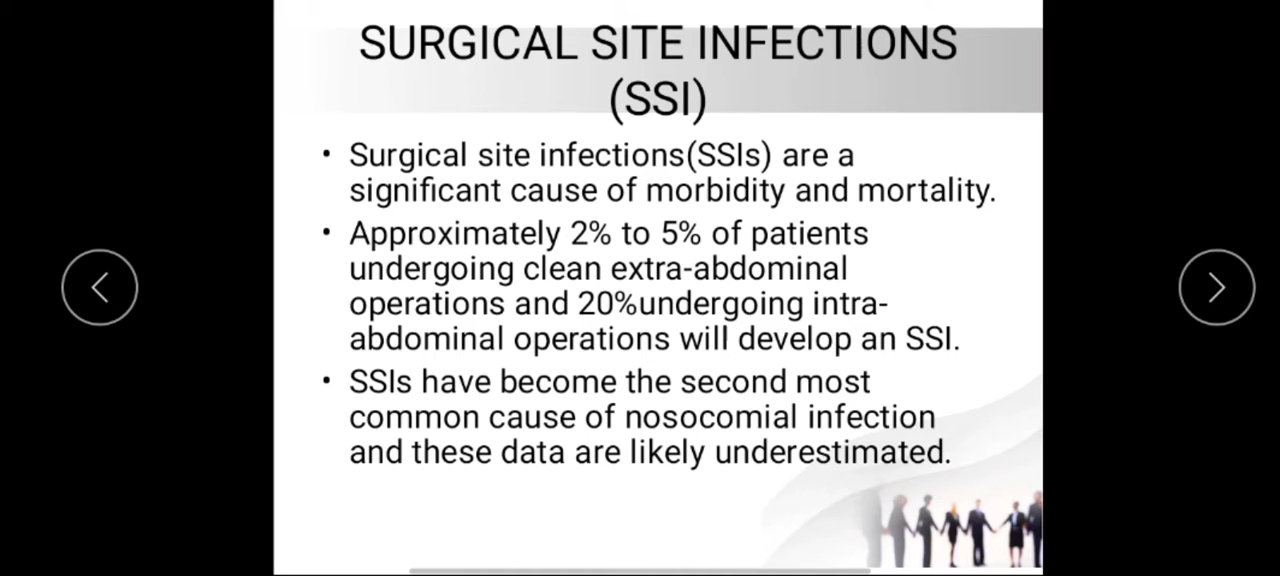 SURGICAL SITE INFECTIONS
(SSI)
• Surgical site infections(SSIs) are a
significant cause of morbidity and mortality.
• Approximately 2% to 5% of patients
undergoing clean extra-abdominal
operations and 20%undergoing intra-
abdominal operations will develop an SSI.
• SSIs have become the second most
common cause of nosocomial infection
and these data are likely underestimated.